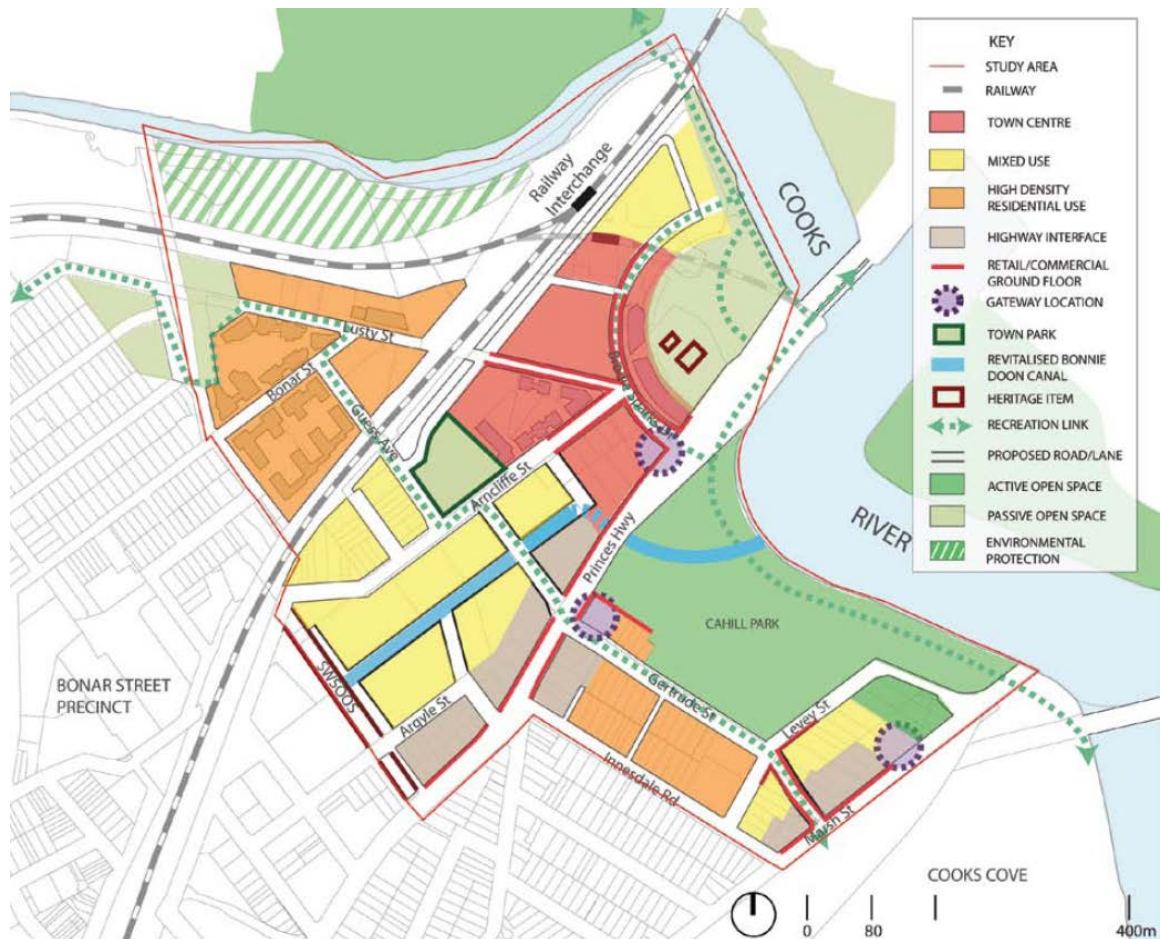 KEY
STUDY AREA
RAILWAY
TOWN CENTRE
MIXED USE
HIGH DENSITY
RESIDENTIAL USE
HIGHWAY INTERFACE
RETAIL/COMMERCIAL
GROUND FLOOR
GATEWAY LOCATION
TOWN PARK
REVITALISED BONNIE
DOON CANAL
HERITAGE ITEM
RECREATION LINK
PROPOSED ROAD/LANE
ACTIVE OPEN SPACE
PASSIVE OPEN SPACE
ENVIRONMENTAL
PROTECTION
Railway
Interchange
COOKS
RIVER
Lusty St
Bonar St
Guess Ave
Arncliffe St
Princes Hwy
CAHILL PARK
BONAR STREET
PRECINCT
SWSOOS
Argyle St
Gertrude St
Levey St
Innesdale Rd
Marsh St
COOKS COVE
0
80
400m